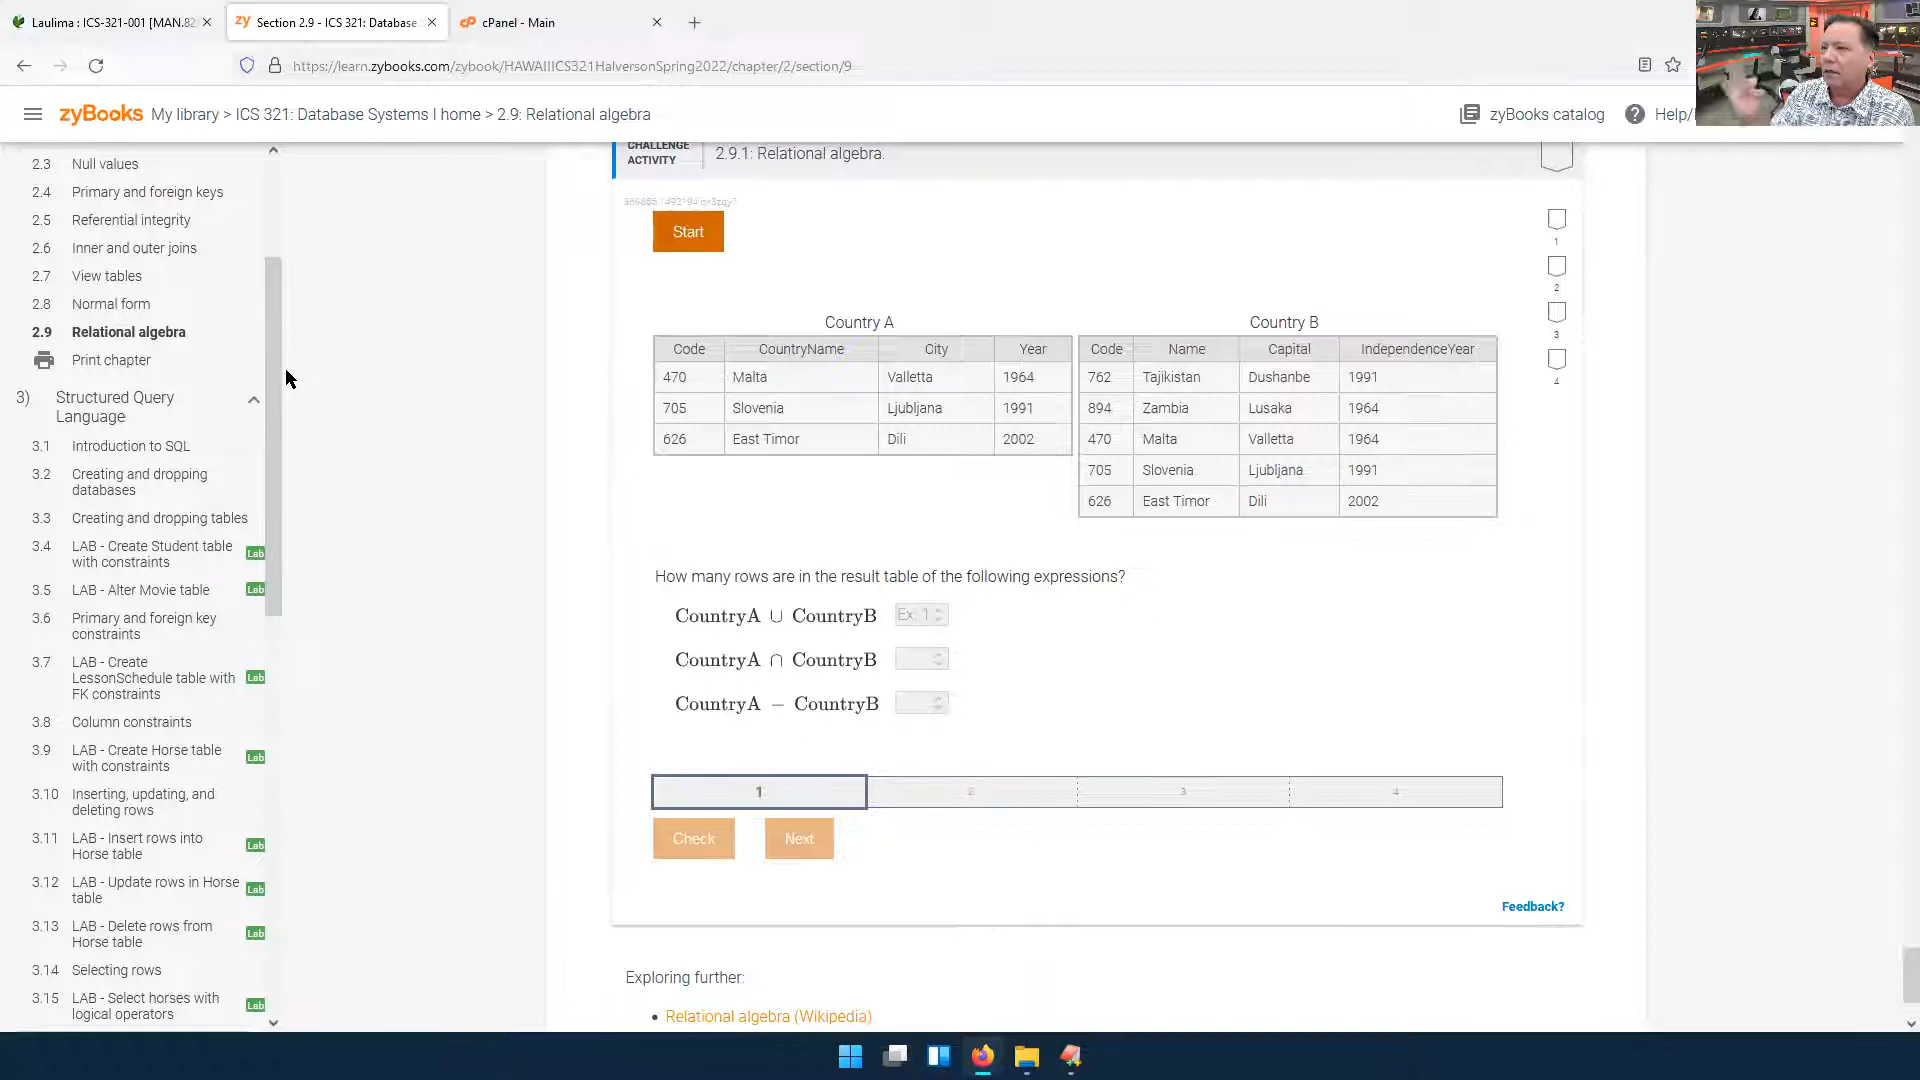 Laulima : ICS-321-001 [MAN.82
zy Section 2.9 - ICS 321: Database
cP cPanel - Main
https://learn.zybooks.com/zybook/HAWAIIICS321HalversonSpring2022/chapter/2/section/9
zyBooks My library > ICS 321: Database Systems I home > 2.9: Relational algebra
zyBooks catalog
Help/
2.3 Null values
2.4 Primary and foreign keys
2.5 Referential integrity
2.6 Inner and outer joins
2.7 View tables
2.8 Normal form
2.9 Relational algebra
Print chapter
3) Structured Query
Language
3.1 Introduction to SQL
3.2 Creating and dropping
databases
3.3 Creating and dropping tables
3.4 LAB - Create Student table
with constraints
Lab
3.5 LAB - Alter Movie table
Lab
3.6 Primary and foreign key
constraints
3.7 LAB - Create
LessonSchedule table with
FK constraints
Lab
3.8 Column constraints
3.9 LAB - Create Horse table
with constraints
Lab
3.10 Inserting, updating, and
deleting rows
3.11 LAB - Insert rows into
Horse table
Lab
3.12 LAB - Update rows in Horse
table
Lab
3.13 LAB - Delete rows from
Horse table
Lab
3.14 Selecting rows
3.15 LAB - Select horses with
logical operators
Lab
CHALLENGE
ACTIVITY
2.9.1: Relational algebra.
Start
1
2
3
4
Country A
Code CountryName City Year
470 Malta Valletta 1964
705 Slovenia Ljubljana 1991
626 East Timor Dili 2002
Country B
Code Name Capital IndependenceYear
762 Tajikistan Dushanbe 1991
894 Zambia Lusaka 1964
470 Malta Valletta 1964
705 Slovenia Ljubljana 1991
626 East Timor Dili 2002
How many rows are in the result table of the following expressions?
CountryA ∪ CountryB Ex: 1
CountryA ∩ CountryB
CountryA − CountryB
1 2 3 4
Check Next
Feedback?
Exploring further:
• Relational algebra (Wikipedia)